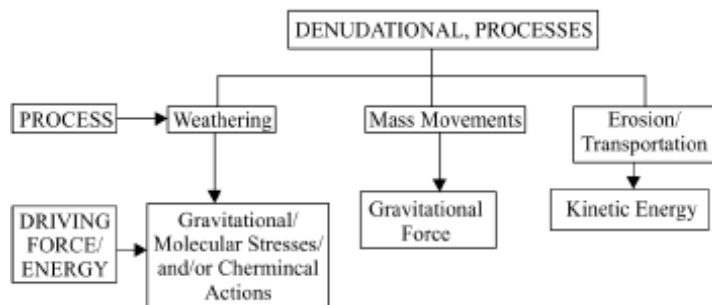 DENUDATIONAL, PROCESSES
PROCESS
Weathering
Mass Movements
Erosion/
Transportation
DRIVING
FORCE/
ENERGY
Gravitational/
Molecular Stresses/
and/or Chermincal
Actions
Gravitational
Force
Kinetic Energy